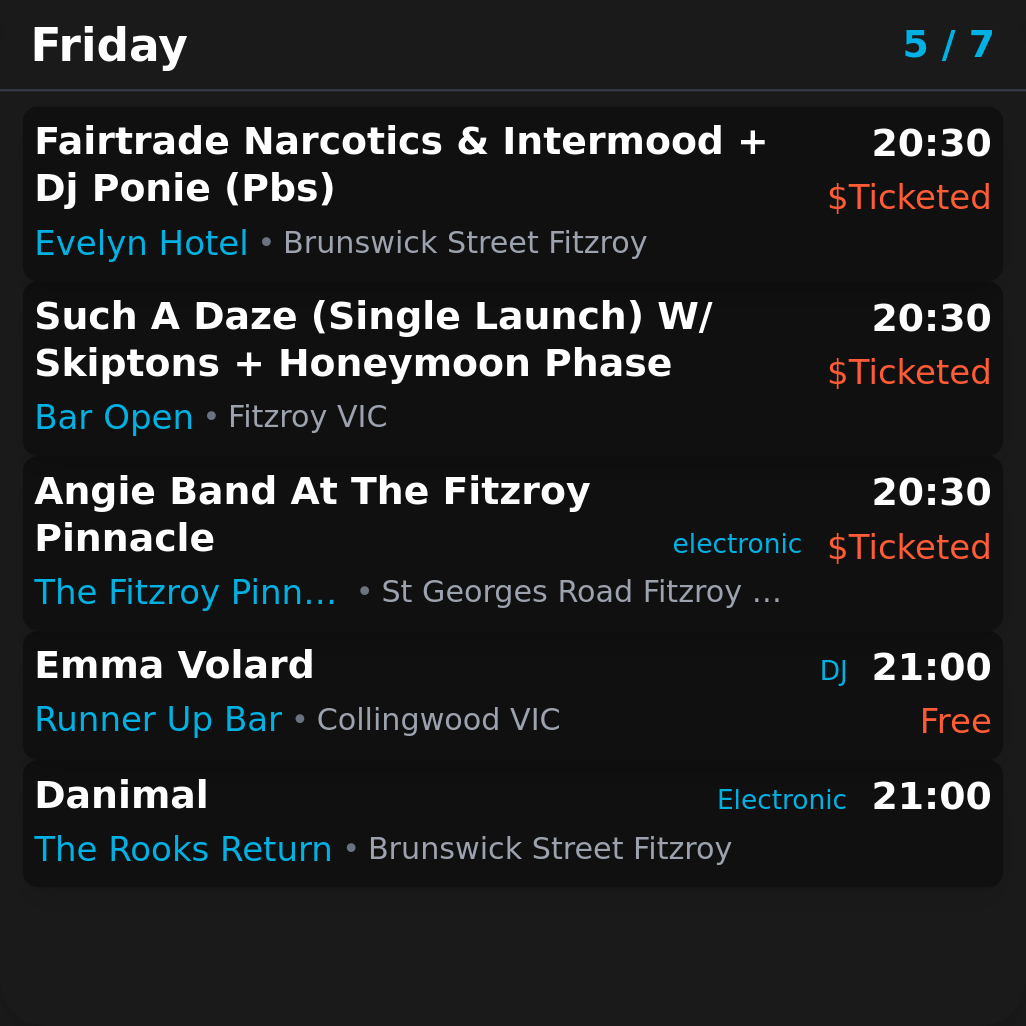 Friday
5 / 7
Fairtrade Narcotics & Intermood +
Dj Ponie (Pbs)
20:30
$Ticketed
Evelyn Hotel • Brunswick Street Fitzroy
Such A Daze (Single Launch) W/
Skiptons + Honeymoon Phase
20:30
$Ticketed
Bar Open • Fitzroy VIC
Angie Band At The Fitzroy
Pinnacle
electronic
20:30
$Ticketed
The Fitzroy Pinn… • St Georges Road Fitzroy …
Emma Volard
DJ 21:00
Runner Up Bar • Collingwood VIC
Free
Danimal
Electronic 21:00
The Rooks Return • Brunswick Street Fitzroy